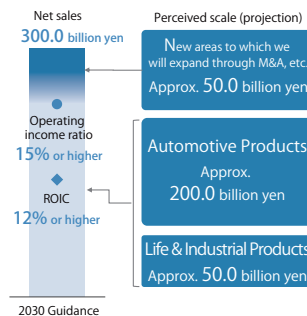 Net sales
300.0 billion yen
Operating
income ratio
15% or higher
ROIC
12% or higher
2030 Guidance
Perceived scale (projection)
New areas to which we
will expand through M&A, etc.
Approx. 50.0 billion yen
Automotive Products
Approx.
200.0 billion yen
Life & Industrial Products
Approx. 50.0 billion yen